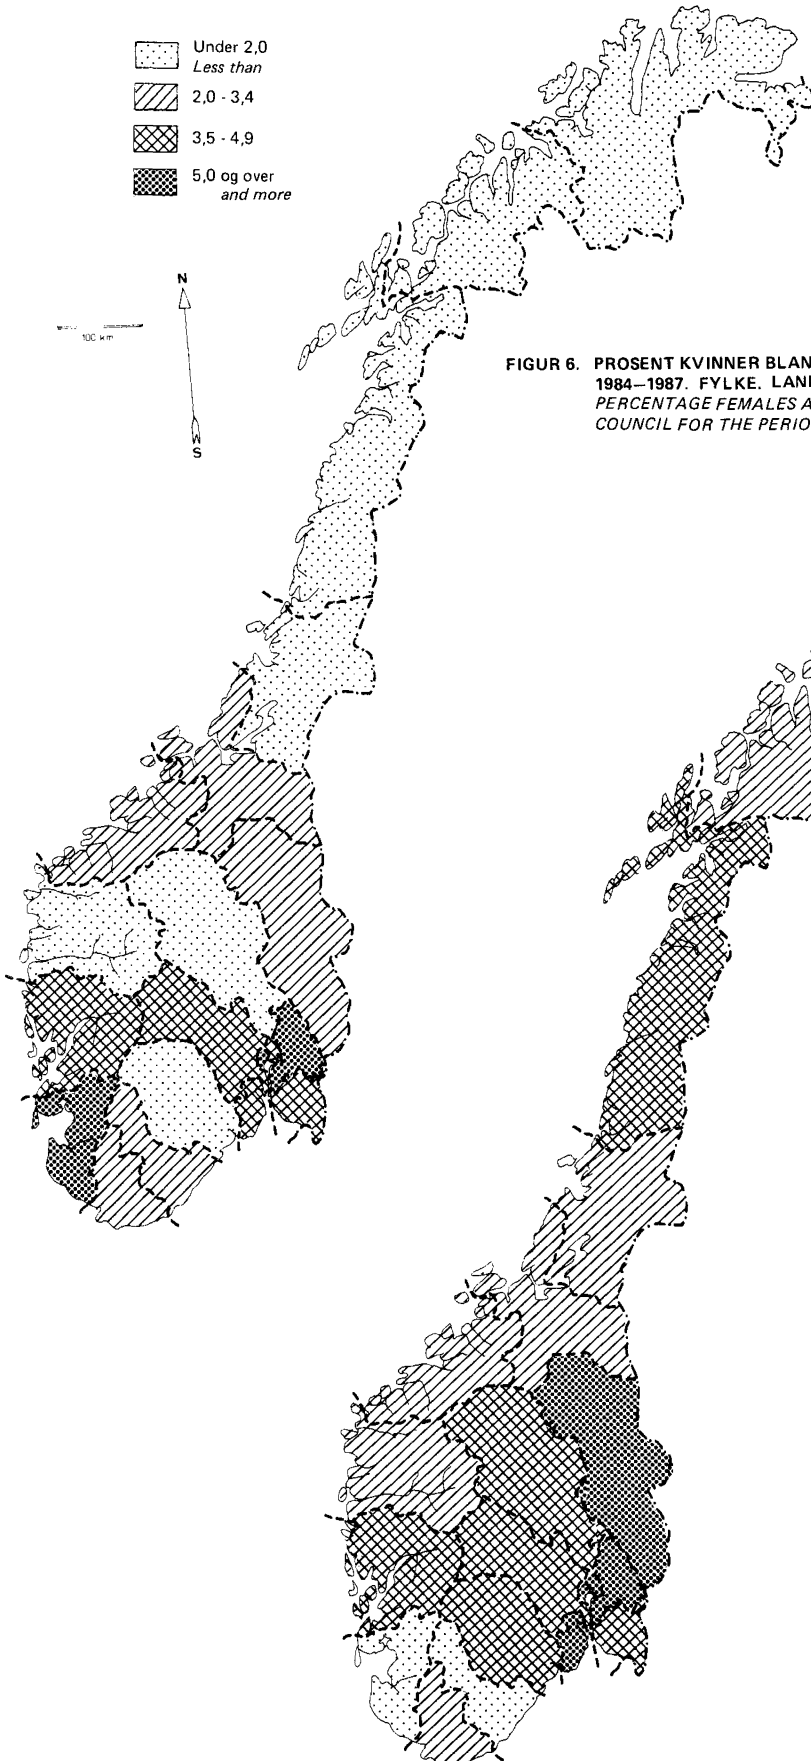 Under 2,0
Less than
2,0 - 3,4
3,5 - 4,9
5,0 og over
and more
N
100 km
S
FIGUR 6. PROSENT KVINNER BLAN
1984–1987. FYLKE. LAN
PERCENTAGE FEMALES A
COUNCIL FOR THE PERIO